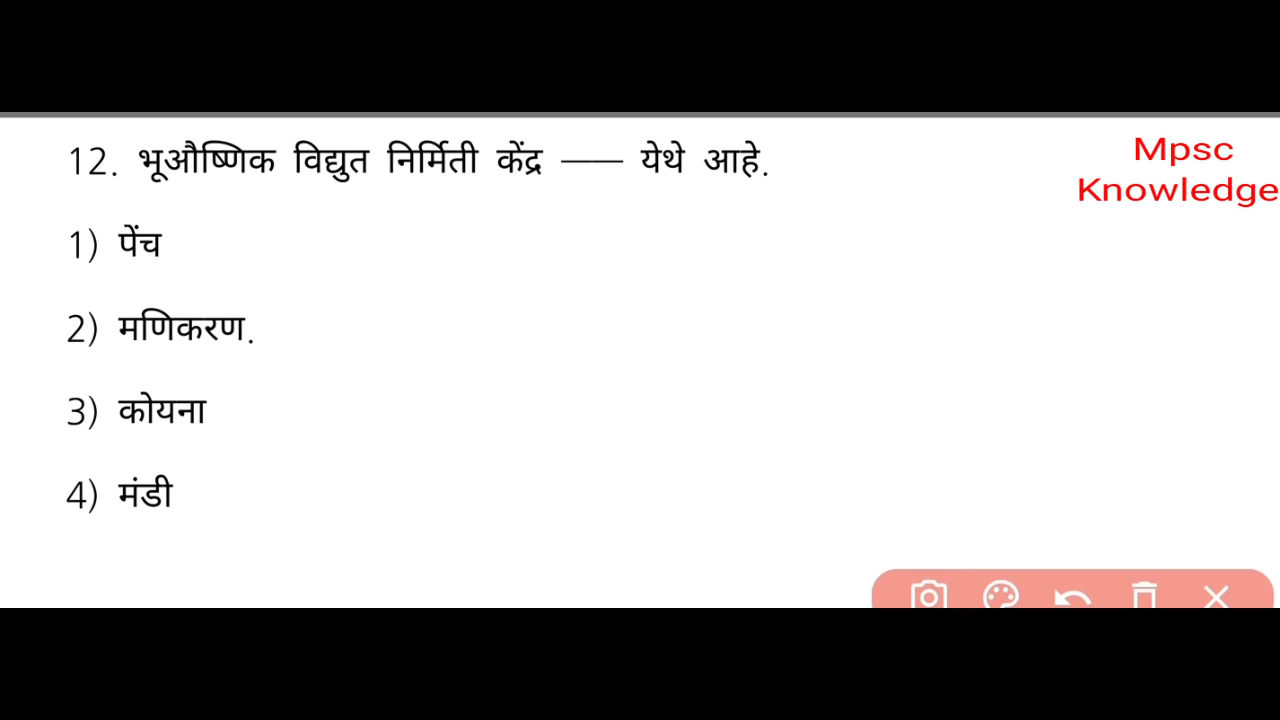 12. भूऔष्णिक विद्युत निर्मिती केंद्र —— येथे आहे.
Mpsc
Knowledge
1) पेंच
2) मणिकरण.
3) कोयना
4) मंडी